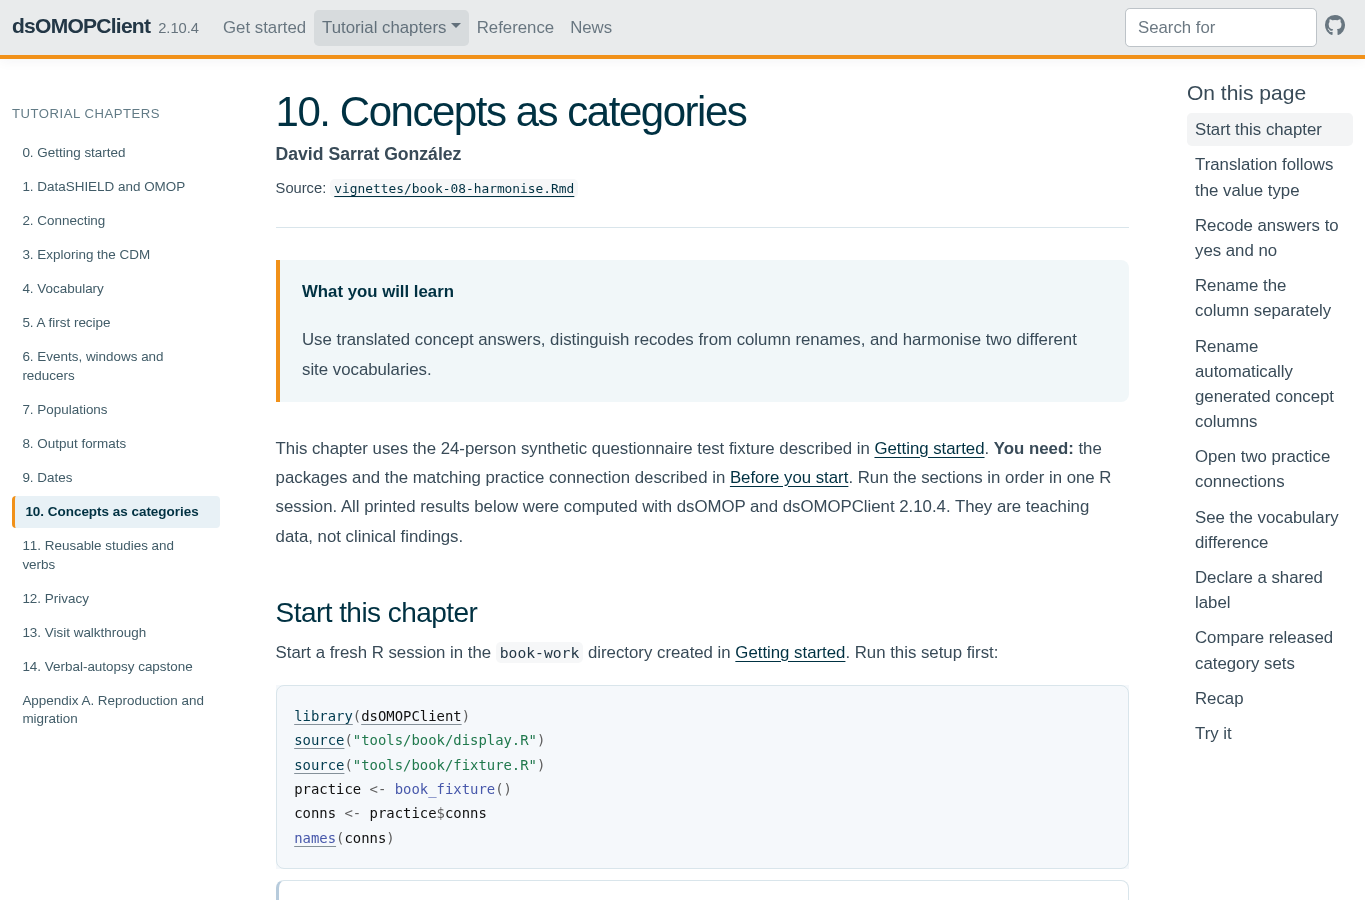 dsOMOPClient 2.10.4 Get started Tutorial chapters Reference News Search for
TUTORIAL CHAPTERS
0. Getting started
1. DataSHIELD and OMOP
2. Connecting
3. Exploring the CDM
4. Vocabulary
5. A first recipe
6. Events, windows and
reducers
7. Populations
8. Output formats
9. Dates
10. Concepts as categories
11. Reusable studies and
verbs
12. Privacy
13. Visit walkthrough
14. Verbal-autopsy capstone
Appendix A. Reproduction and
migration
10. Concepts as categories
David Sarrat González
Source: vignettes/book-08-harmonise.Rmd
What you will learn
Use translated concept answers, distinguish recodes from column renames, and harmonise two different
site vocabularies.
This chapter uses the 24-person synthetic questionnaire test fixture described in Getting started. You need: the
packages and the matching practice connection described in Before you start. Run the sections in order in one R
session. All printed results below were computed with dsOMOP and dsOMOPClient 2.10.4. They are teaching
data, not clinical findings.
Start this chapter
Start a fresh R session in the book-work directory created in Getting started. Run this setup first:
library(dsOMOPClient)
source("tools/book/display.R")
source("tools/book/fixture.R")
practice <- book_fixture()
conns <- practice$conns
names(conns)
On this page
Start this chapter
Translation follows
the value type
Recode answers to
yes and no
Rename the
column separately
Rename
automatically
generated concept
columns
Open two practice
connections
See the vocabulary
difference
Declare a shared
label
Compare released
category sets
Recap
Try it